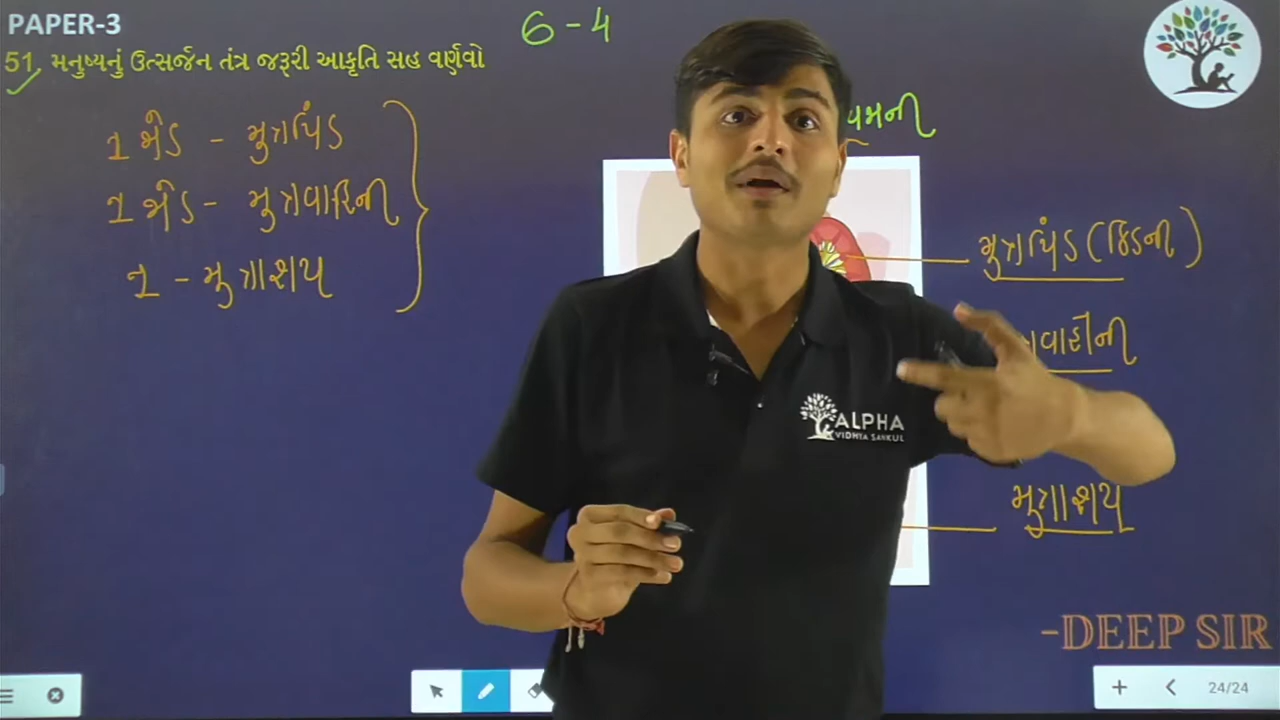 PAPER-3
6-4
51. મનુષ્યનું ઉત્સર્જન તંત્ર જરૂરી આકૃતિ સહ વર્ણવો
1 જોડ - મુત્રપિંડ
1 જોડ - મુત્રવાહિની
1 - મુત્રાશય
મુત્રપિંડ (કિડની)
મુત્રાશય
ALPHA
VIDHYA SANKUL
-DEEP SIR
24/24